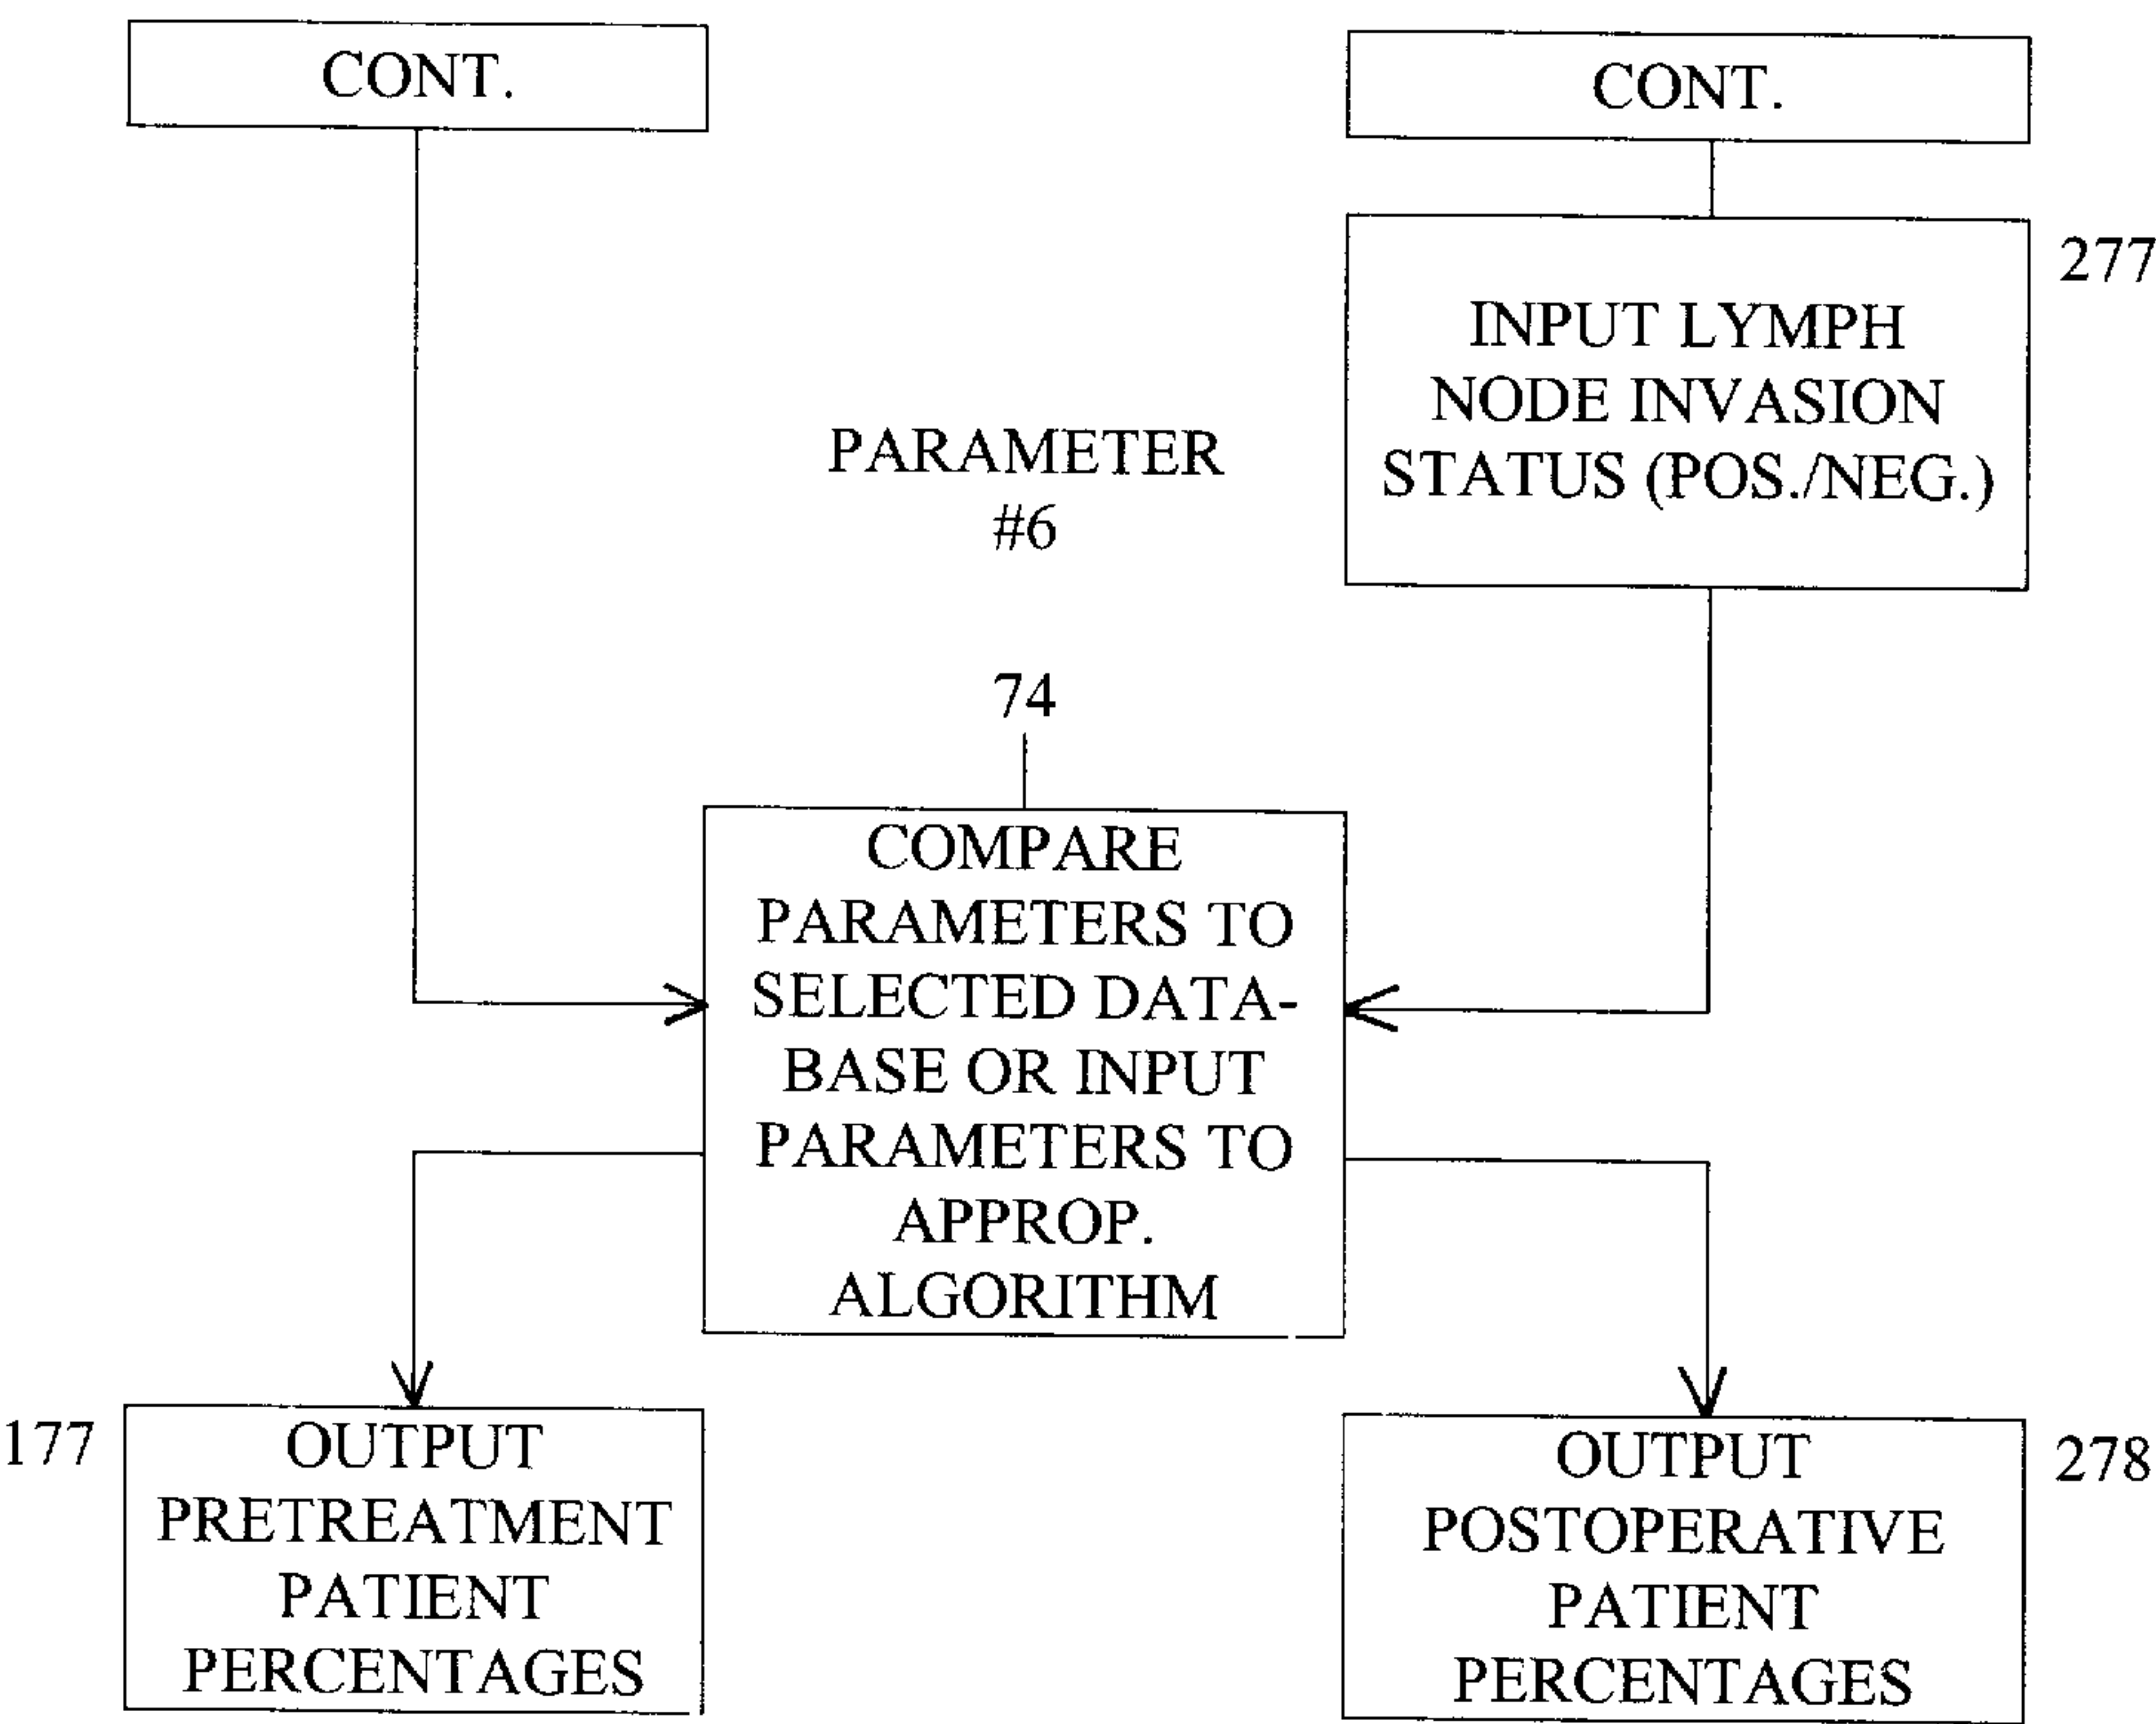 CONT.
CONT.
277
INPUT LYMPH
NODE INVASION
STATUS (POS./NEG.)
PARAMETER
#6
74
COMPARE
PARAMETERS TO
SELECTED DATA-
BASE OR INPUT
PARAMETERS TO
APPROP.
ALGORITHM
177
OUTPUT
PRETREATMENT
PATIENT
PERCENTAGES
OUTPUT
POSTOPERATIVE
PATIENT
PERCENTAGES
278